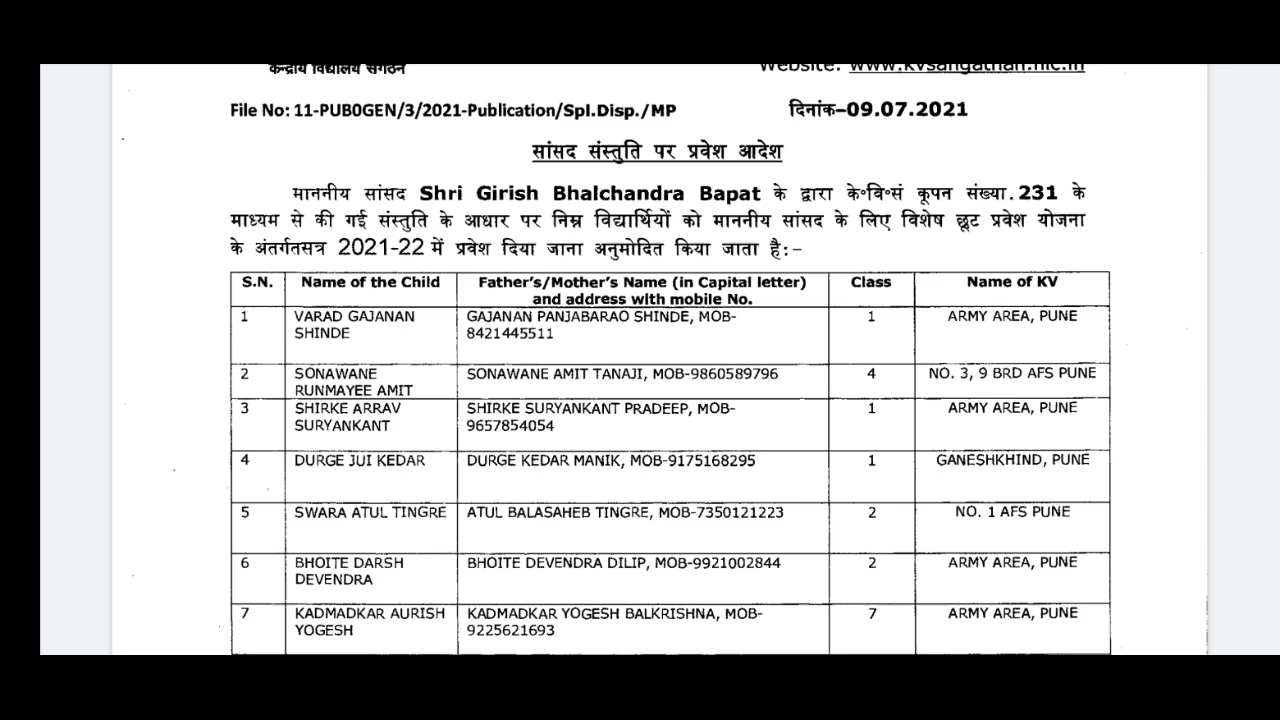 केन्द्रीय विद्यालय संगठन
Website: www.kvsangathan.nic.in
File No: 11-PUB0GEN/3/2021-Publication/Spl.Disp./MP
दिनांक–09.07.2021
सांसद संस्तुति पर प्रवेश आदेश
माननीय सांसद Shri Girish Bhalchandra Bapat के द्वारा के॰वि॰सं कूपन संख्या. 231 के
माध्यम से की गई संस्तुति के आधार पर निम्न विद्यार्थियों को माननीय सांसद के लिए विशेष छूट प्रवेश योजना
के अंतर्गतसत्र 2021-22 में प्रवेश दिया जाना अनुमोदित किया जाता है:–
S.N. Name of the Child Father's/Mother's Name (in Capital letter) Class Name of KV
and address with mobile No.
1 VARAD GAJANAN GAJANAN PANJABARAO SHINDE, MOB- 1 ARMY AREA, PUNE
SHINDE 8421445511
2 SONAWANE SONAWANE AMIT TANAJI, MOB-9860589796 4 NO. 3, 9 BRD AFS PUNE
RUNMAYEE AMIT
3 SHIRKE ARRAV SHIRKE SURYANKANT PRADEEP, MOB- 1 ARMY AREA, PUNE
SURYANKANT 9657854054
4 DURGE JUI KEDAR DURGE KEDAR MANIK, MOB-9175168295 1 GANESHKHIND, PUNE
5 SWARA ATUL TINGRE ATUL BALASAHEB TINGRE, MOB-7350121223 2 NO. 1 AFS PUNE
6 BHOITE DARSH BHOITE DEVENDRA DILIP, MOB-9921002844 2 ARMY AREA, PUNE
DEVENDRA
7 KADMADKAR AURISH KADMADKAR YOGESH BALKRISHNA, MOB- 7 ARMY AREA, PUNE
YOGESH 9225621693